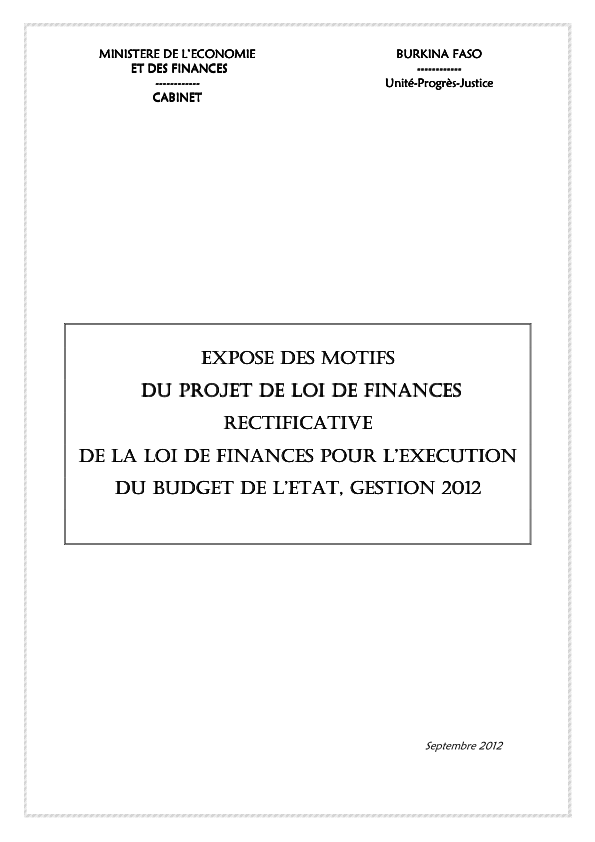 MINISTERE DE L'ECONOMIE
ET DES FINANCES
------------
CABINET
BURKINA FASO
------------
Unité-Progrès-Justice
EXPOSE DES MOTIFS
DU PROJET DE LOI DE FINANCES
RECTIFICATIVE
DE LA LOI DE FINANCES POUR L'EXECUTION
DU BUDGET DE L'ETAT, GESTION 2012
Septembre 2012